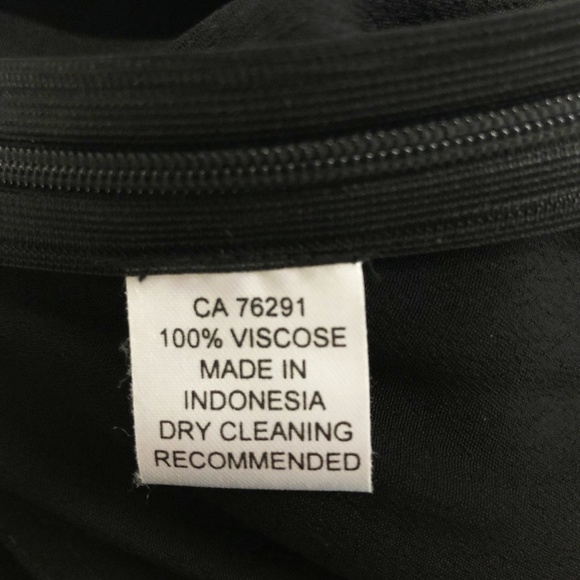 CA 76291
100% VISCOSE
MADE IN
INDONESIA
DRY CLEANING
RECOMMENDED